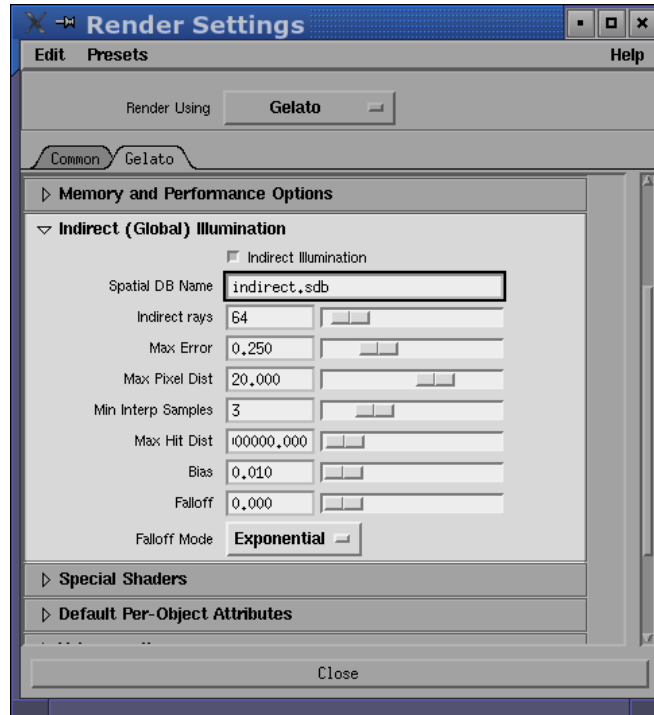 Render Settings
Edit Presets Help
Render Using Gelato
Common Gelato
Memory and Performance Options
Indirect (Global) Illumination
Indirect Illumination
Spatial DB Name indirect.sdb
Indirect rays 64
Max Error 0.250
Max Pixel Dist 20.000
Min Interp Samples 3
Max Hit Dist 00000.000
Bias 0.010
Falloff 0.000
Falloff Mode Exponential
Special Shaders
Default Per-Object Attributes
Close